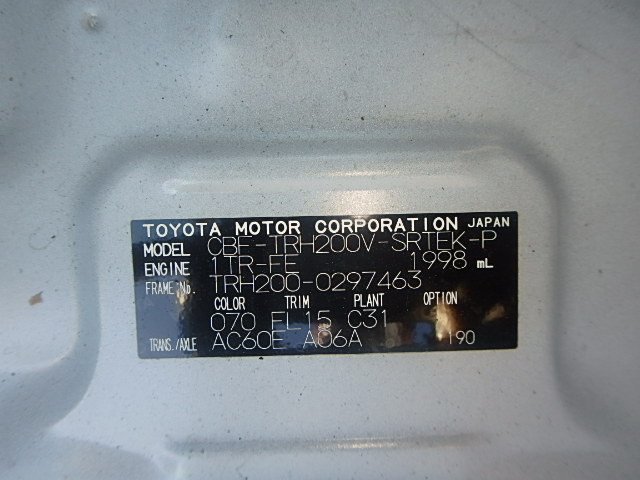 TOYOTA MOTOR CORPORATION JAPAN
MODEL CBF-TRH200V-SRTEK-P
ENGINE 1TR-FE 1998 mL
FRAME No. TRH200-0297463
COLOR TRIM PLANT OPTION
070 FL15 C31
TRANS./AXLE AC60E A06A 190